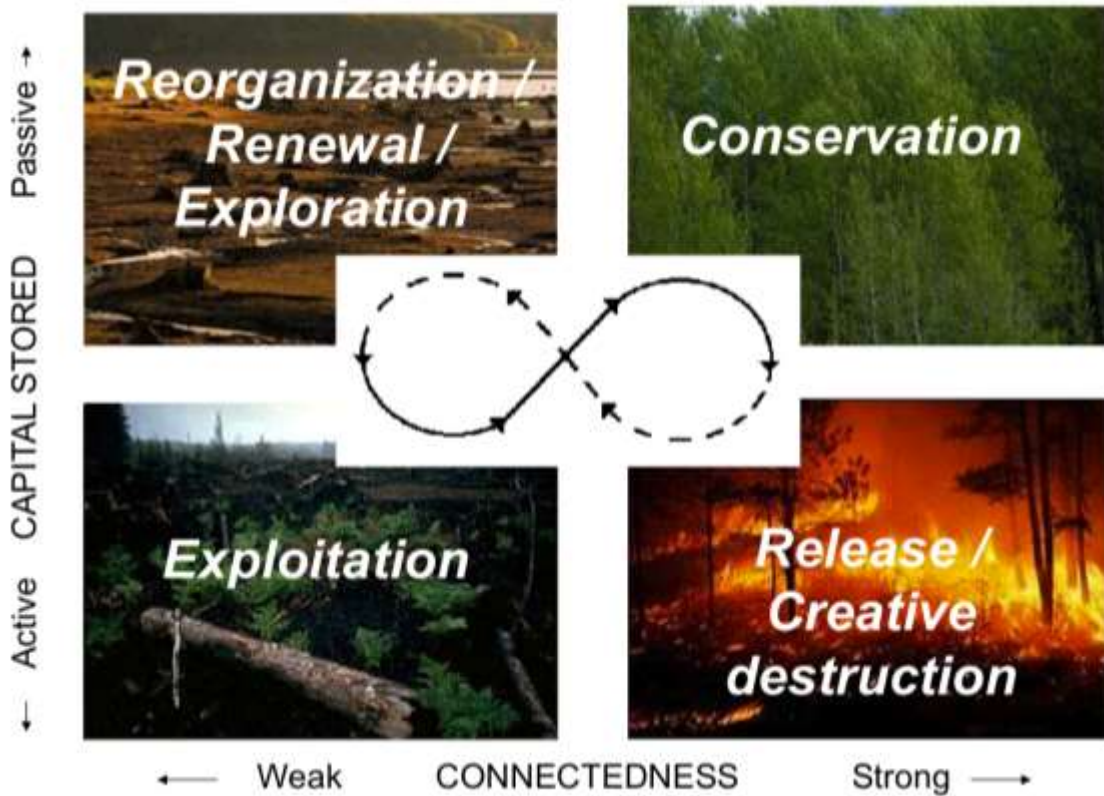 Reorganization /
Renewal /
Exploration
Conservation
Exploitation
Release /
Creative
destruction
← Active CAPITAL STORED Passive →
← Weak CONNECTEDNESS Strong →